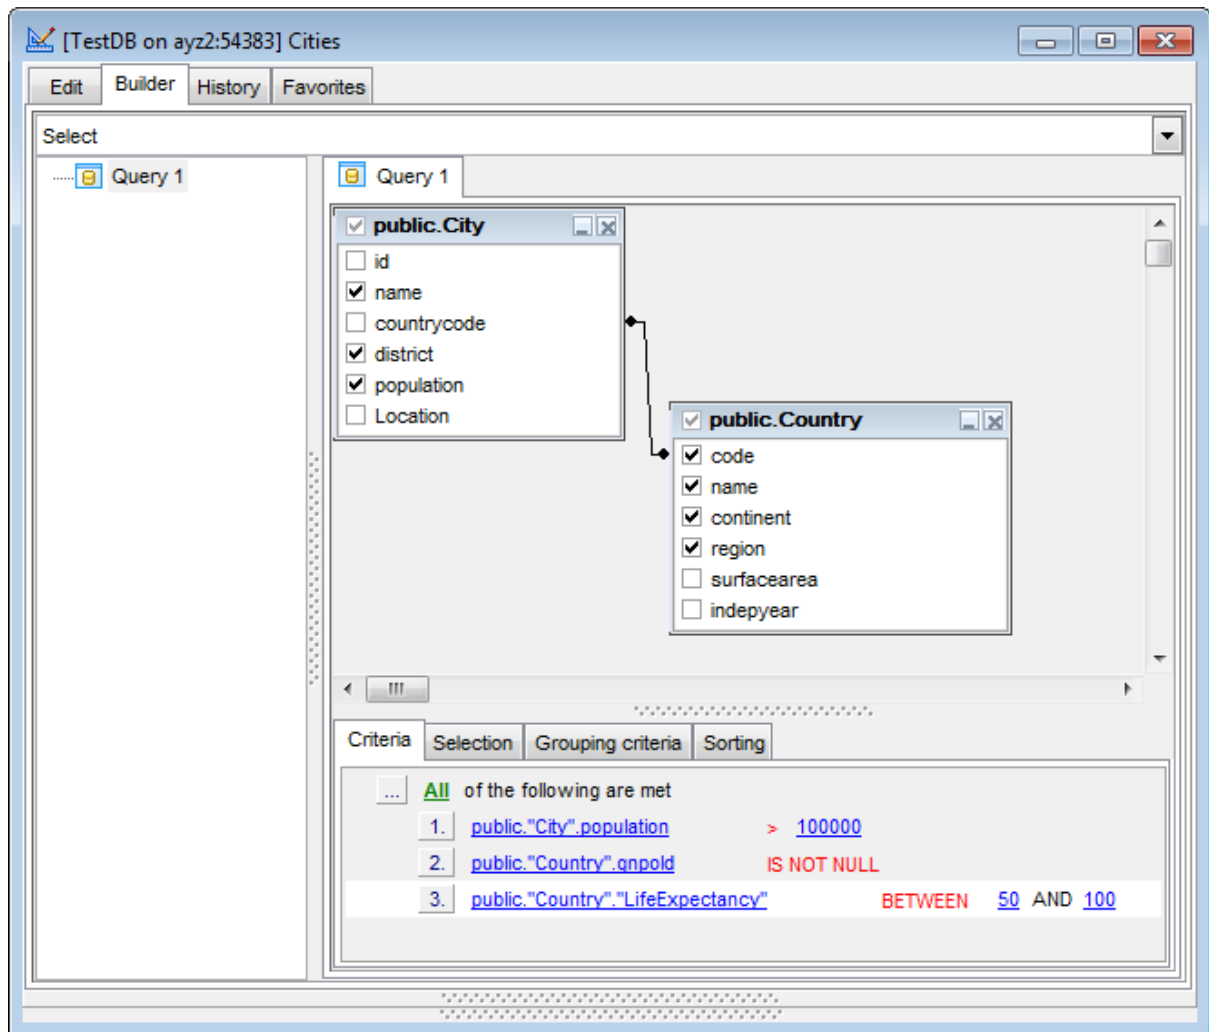 [TestDB on ayz2:54383] Cities
Edit Builder History Favorites
Select
Query 1
Query 1
public.City
id
name
countrycode
district
population
Location
public.Country
code
name
continent
region
surfacearea
indepyear
Criteria Selection Grouping criteria Sorting
... All of the following are met
1. public."City".population > 100000
2. public."Country".gnpold IS NOT NULL
3. public."Country"."LifeExpectancy" BETWEEN 50 AND 100